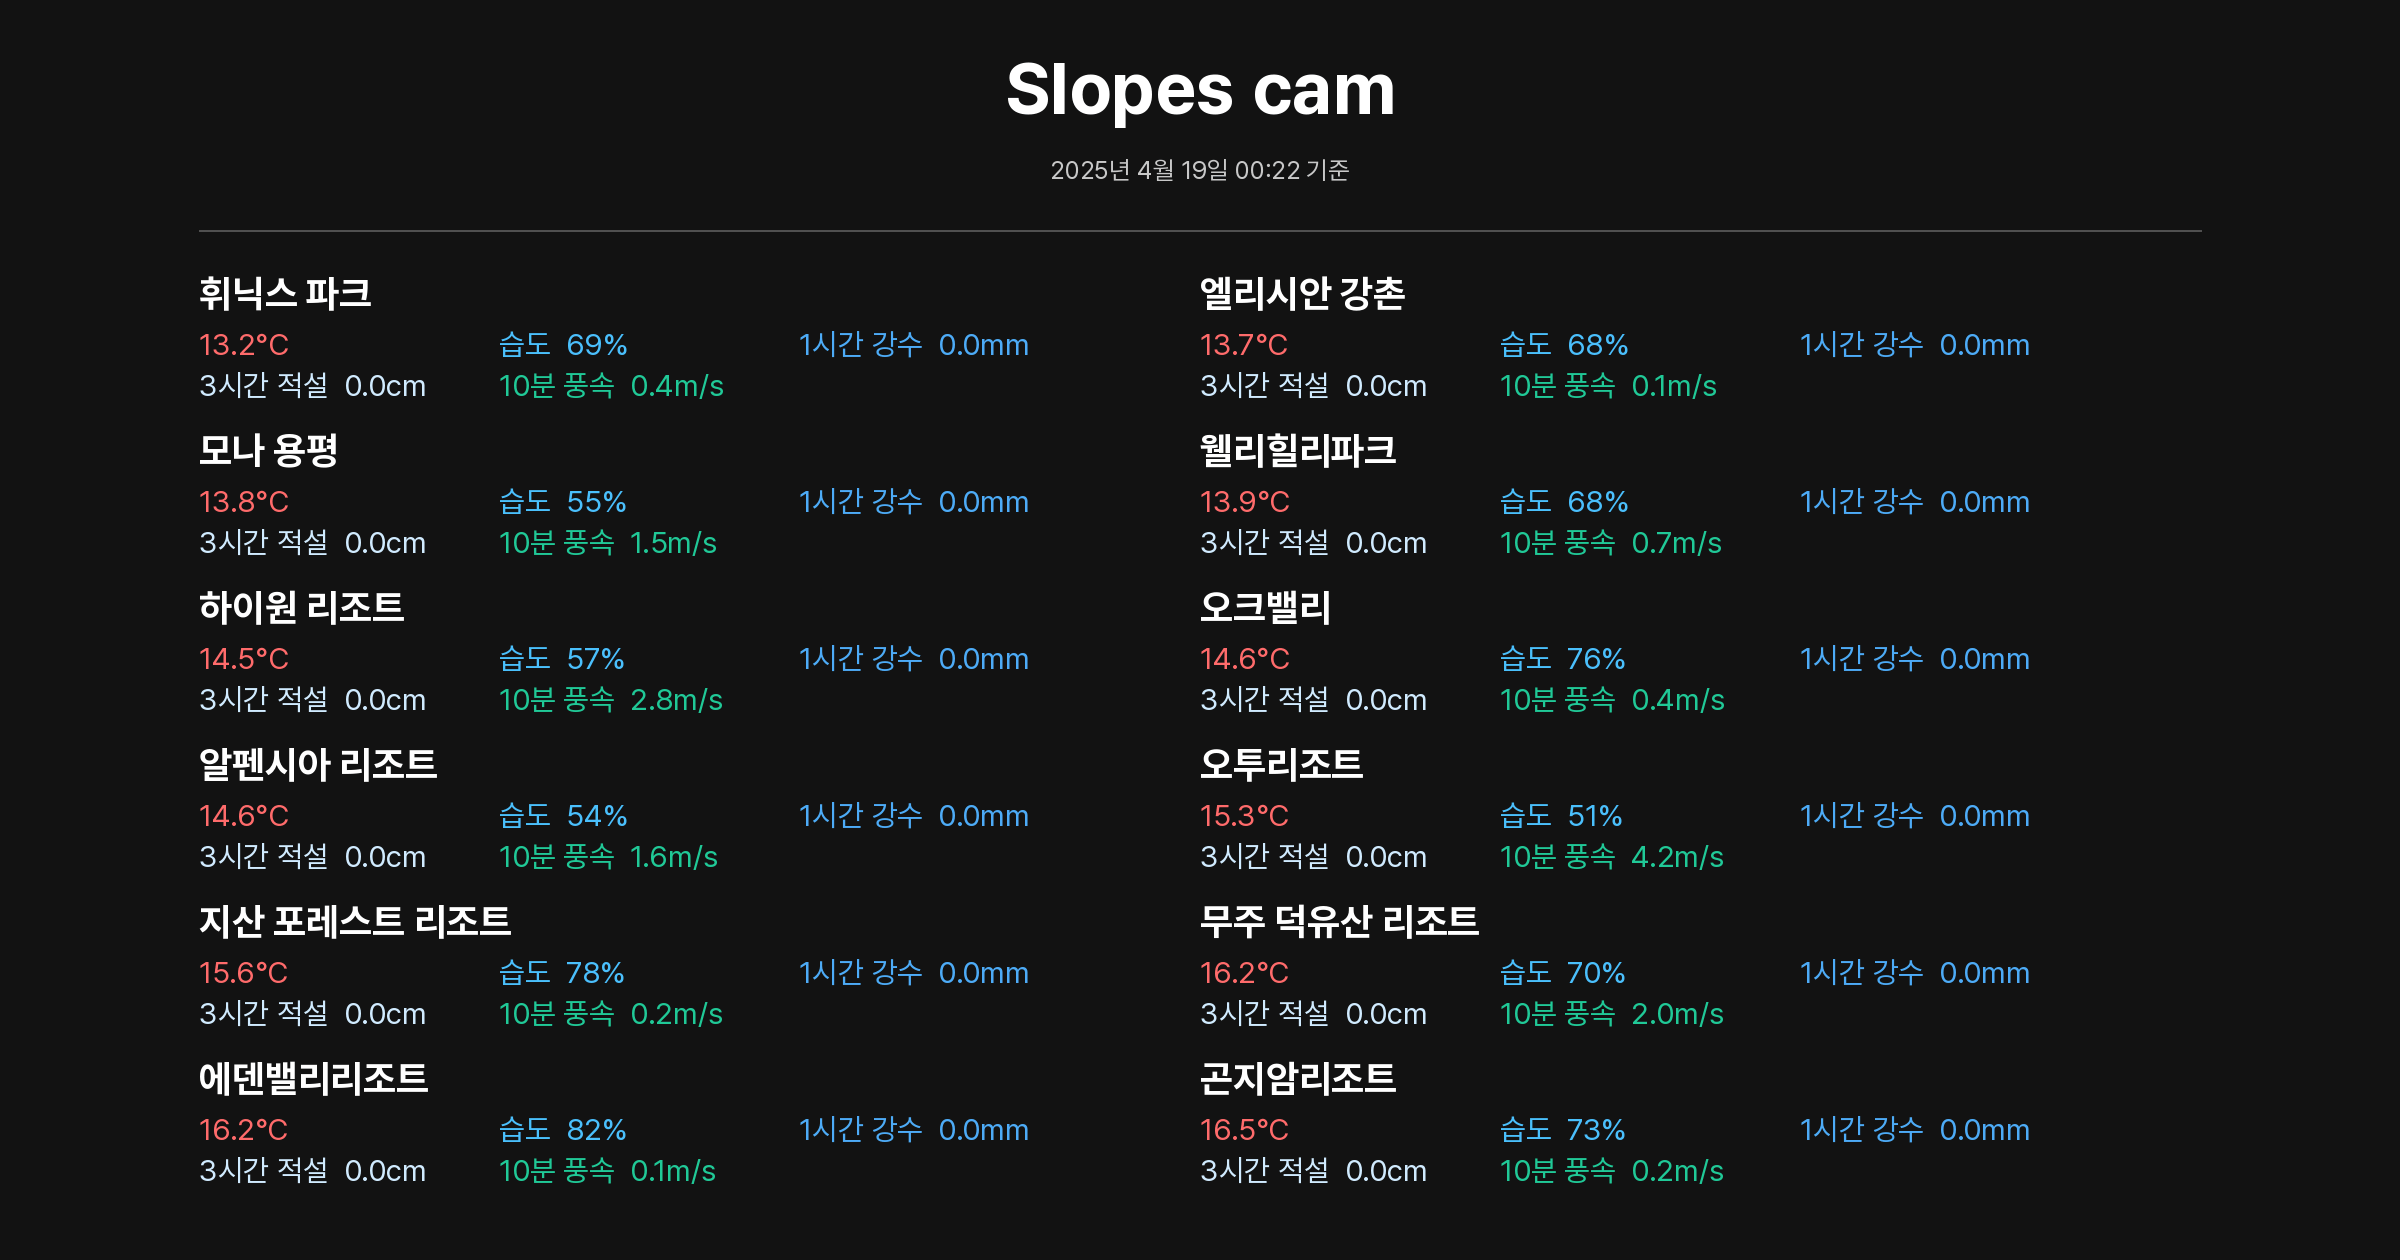 Slopes cam
2025년 4월 19일 00:22 기준
휘닉스 파크
13.2°C 습도 69% 1시간 강수 0.0mm
3시간 적설 0.0cm 10분 풍속 0.4m/s
엘리시안 강촌
13.7°C 습도 68% 1시간 강수 0.0mm
3시간 적설 0.0cm 10분 풍속 0.1m/s
모나 용평
13.8°C 습도 55% 1시간 강수 0.0mm
3시간 적설 0.0cm 10분 풍속 1.5m/s
웰리힐리파크
13.9°C 습도 68% 1시간 강수 0.0mm
3시간 적설 0.0cm 10분 풍속 0.7m/s
하이원 리조트
14.5°C 습도 57% 1시간 강수 0.0mm
3시간 적설 0.0cm 10분 풍속 2.8m/s
오크밸리
14.6°C 습도 76% 1시간 강수 0.0mm
3시간 적설 0.0cm 10분 풍속 0.4m/s
알펜시아 리조트
14.6°C 습도 54% 1시간 강수 0.0mm
3시간 적설 0.0cm 10분 풍속 1.6m/s
오투리조트
15.3°C 습도 51% 1시간 강수 0.0mm
3시간 적설 0.0cm 10분 풍속 4.2m/s
지산 포레스트 리조트
15.6°C 습도 78% 1시간 강수 0.0mm
3시간 적설 0.0cm 10분 풍속 0.2m/s
무주 덕유산 리조트
16.2°C 습도 70% 1시간 강수 0.0mm
3시간 적설 0.0cm 10분 풍속 2.0m/s
에덴밸리리조트
16.2°C 습도 82% 1시간 강수 0.0mm
3시간 적설 0.0cm 10분 풍속 0.1m/s
곤지암리조트
16.5°C 습도 73% 1시간 강수 0.0mm
3시간 적설 0.0cm 10분 풍속 0.2m/s